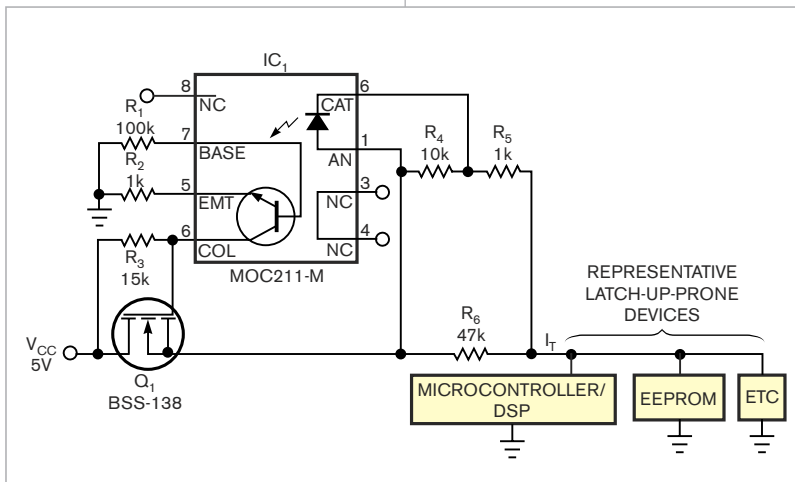 IC1
8
NC
CAT
6
R1
100k
7
BASE
AN
1
R4
10k
R5
1k
R2
1k
5
EMT
NC
3
6
COL
NC
4
R3
15k
MOC211-M
VCC
5V
Q1
BSS-138
R6
47k
IT
REPRESENTATIVE
LATCH-UP-PRONE
DEVICES
MICROCONTROLLER/
DSP
EEPROM
ETC